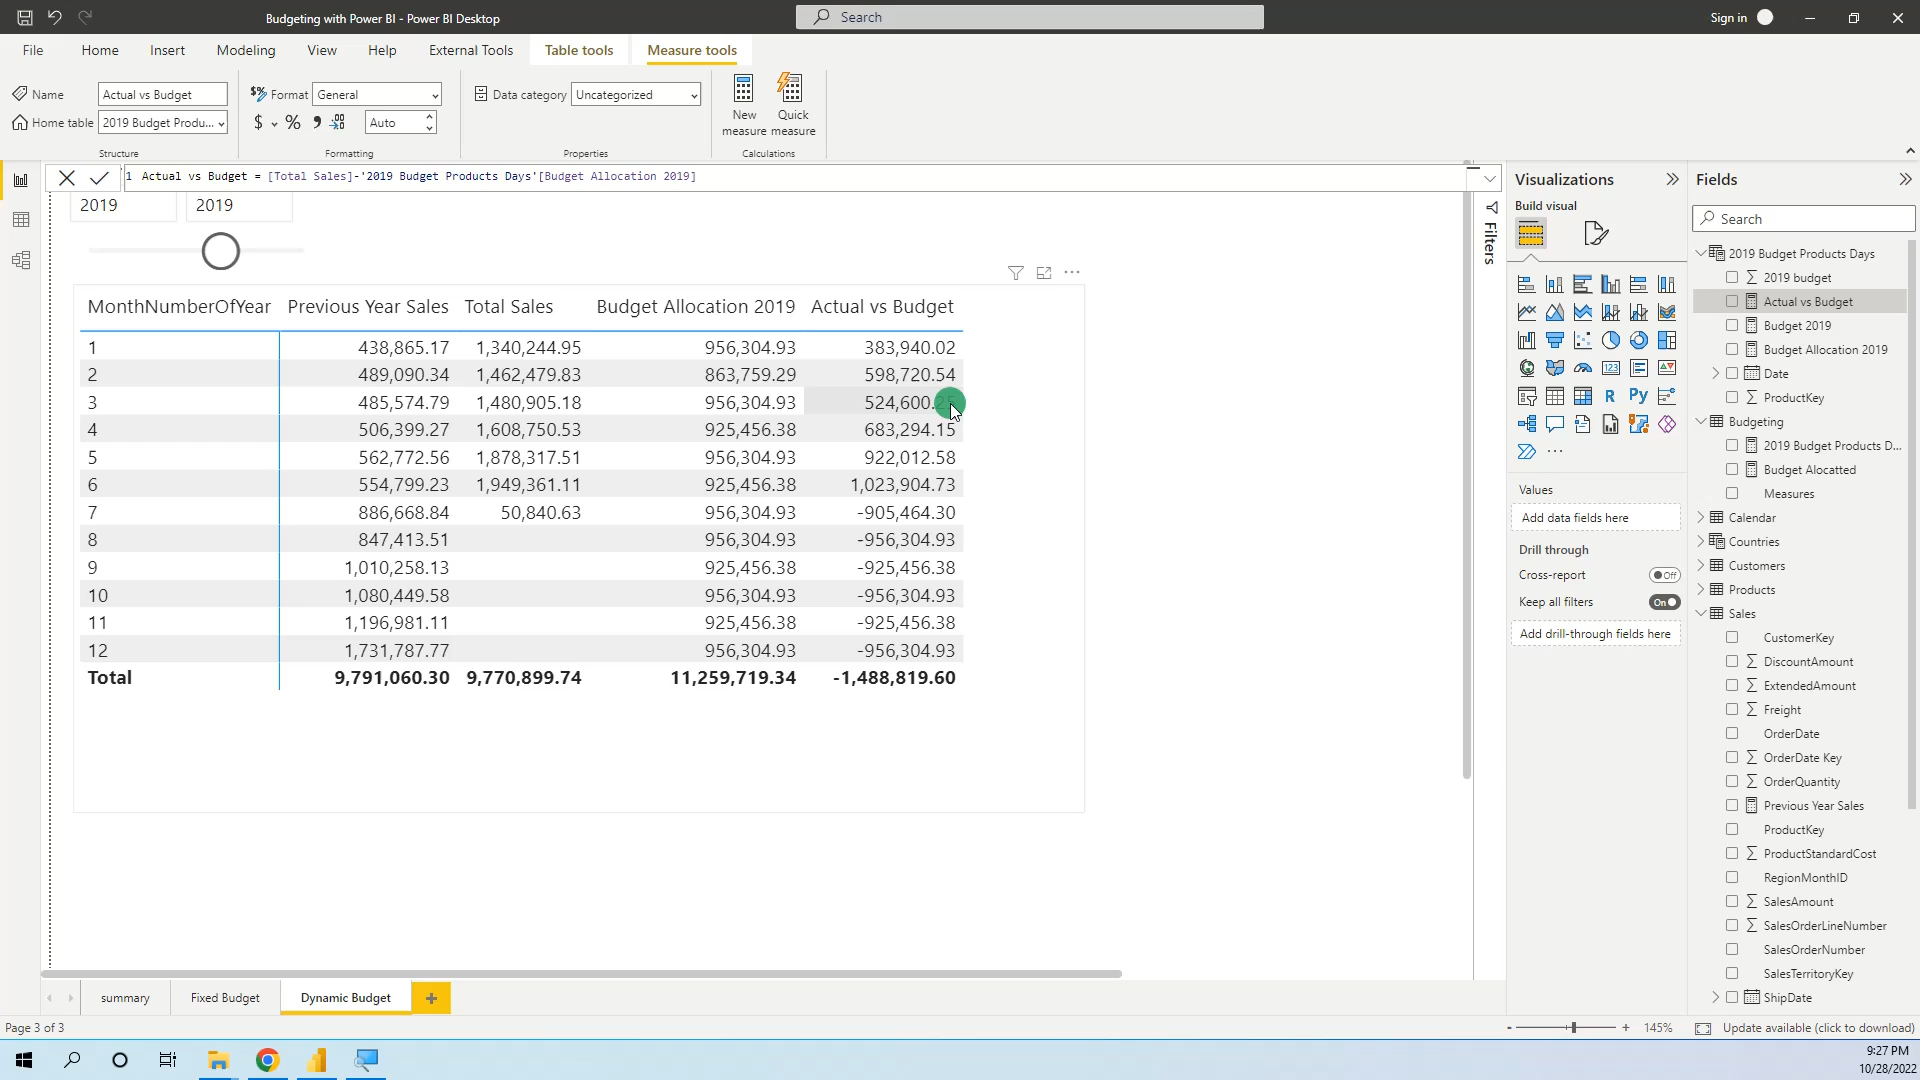 Budgeting with Power BI - Power BI Desktop
Search
Sign in
File Home Insert Modeling View Help External Tools Table tools Measure tools
Name Actual vs Budget
Format General
Data category Uncategorized
Home table 2019 Budget Produ...
$ % Auto
New measure
Quick measure
Structure Formatting Properties Calculations
1 Actual vs Budget = [Total Sales]-'2019 Budget Products Days'[Budget Allocation 2019]
2019 2019
Filters
MonthNumberOfYear Previous Year Sales Total Sales Budget Allocation 2019 Actual vs Budget
1 438,865.17 1,340,244.95 956,304.93 383,940.02
2 489,090.34 1,462,479.83 863,759.29 598,720.54
3 485,574.79 1,480,905.18 956,304.93
4 506,399.27 1,608,750.53 925,456.38 683,294.15
5 562,772.56 1,878,317.51 956,304.93 922,012.58
6 554,799.23 1,949,361.11 925,456.38 1,023,904.73
7 886,668.84 50,840.63 956,304.93 -905,464.30
8 847,413.51 956,304.93 -956,304.93
9 1,010,258.13 925,456.38 -925,456.38
10 1,080,449.58 956,304.93 -956,304.93
11 1,196,981.11 925,456.38 -925,456.38
12 1,731,787.77 956,304.93 -956,304.93
Total 9,791,060.30 9,770,899.74 11,259,719.34 -1,488,819.60
Visualizations
Build visual
R Py
Values
Add data fields here
Drill through
Cross-report Off
Keep all filters On
Add drill-through fields here
Fields
Search
2019 Budget Products Days
2019 budget
Actual vs Budget
Budget 2019
Budget Allocation 2019
Date
ProductKey
Budgeting
2019 Budget Products D...
Budget Alocatted
Measures
Calendar
Countries
Customers
Products
Sales
CustomerKey
DiscountAmount
ExtendedAmount
Freight
OrderDate
OrderDate Key
OrderQuantity
Previous Year Sales
ProductKey
ProductStandardCost
RegionMonthID
SalesAmount
SalesOrderLineNumber
SalesOrderNumber
SalesTerritoryKey
ShipDate
summary Fixed Budget Dynamic Budget +
Page 3 of 3
- + 145%
Update available (click to download)
9:27 PM
10/28/2022